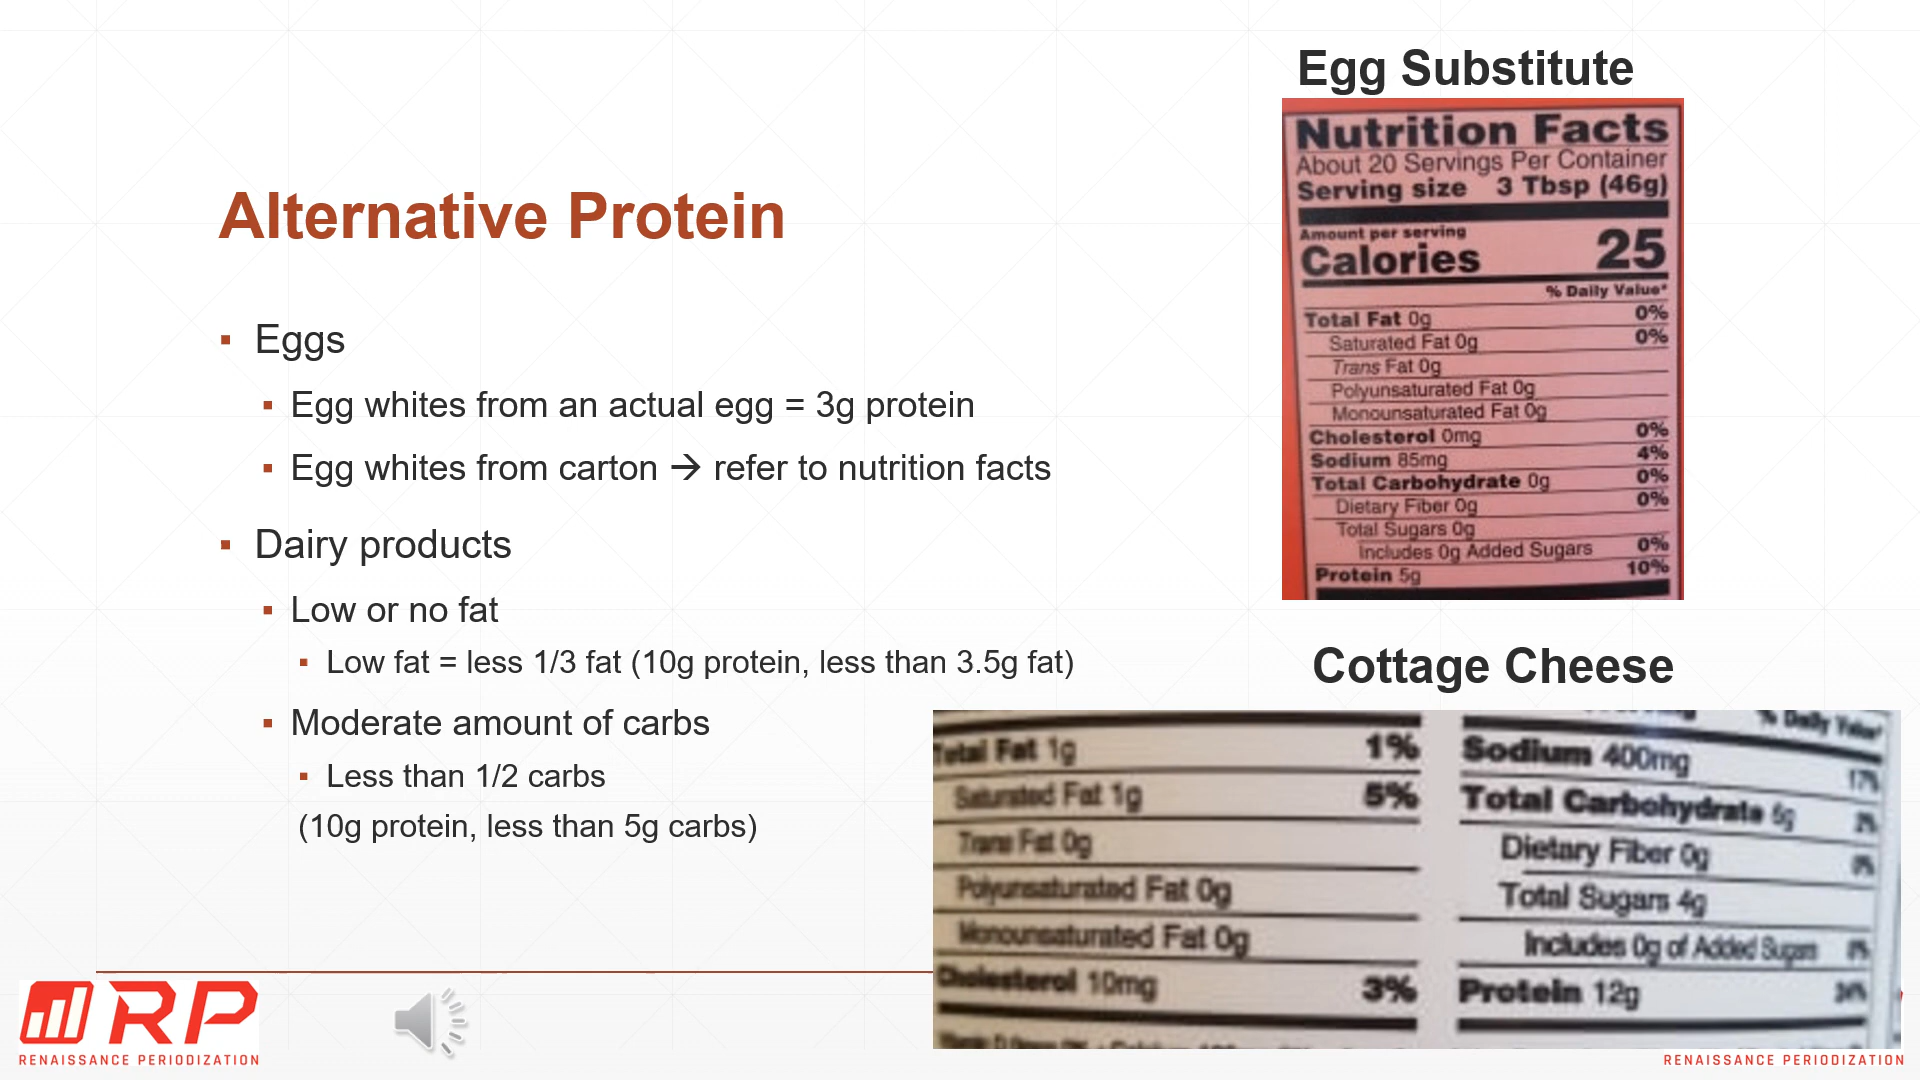 Alternative Protein
Eggs
Egg whites from an actual egg = 3g protein
Egg whites from carton → refer to nutrition facts
Dairy products
Low or no fat
Low fat = less 1/3 fat (10g protein, less than 3.5g fat)
Moderate amount of carbs
Less than 1/2 carbs
(10g protein, less than 5g carbs)
Egg Substitute
Nutrition Facts
About 20 Servings Per Container
Serving size 3 Tbsp (46g)
Amount per serving
Calories 25
% Daily Value*
Total Fat 0g 0%
Saturated Fat 0g 0%
Trans Fat 0g
Polyunsaturated Fat 0g
Monounsaturated Fat 0g
Cholesterol 0mg 0%
Sodium 85mg 4%
Total Carbohydrate 0g 0%
Dietary Fiber 0g 0%
Total Sugars 0g
Includes 0g Added Sugars 0%
Protein 5g 10%
Cottage Cheese
Total Fat 1g 1%
Saturated Fat 1g 5%
Trans Fat 0g
Polyunsaturated Fat 0g
Monounsaturated Fat 0g
Cholesterol 10mg 3%
% Daily Value*
Sodium 400mg 17%
Total Carbohydrate
Dietary Fiber 0g 0%
Total Sugars 4g
Includes 0g of Added Sugars 0%
Protein 12g
RP
RENAISSANCE PERIODIZATION
RENAISSANCE PERIODIZATION